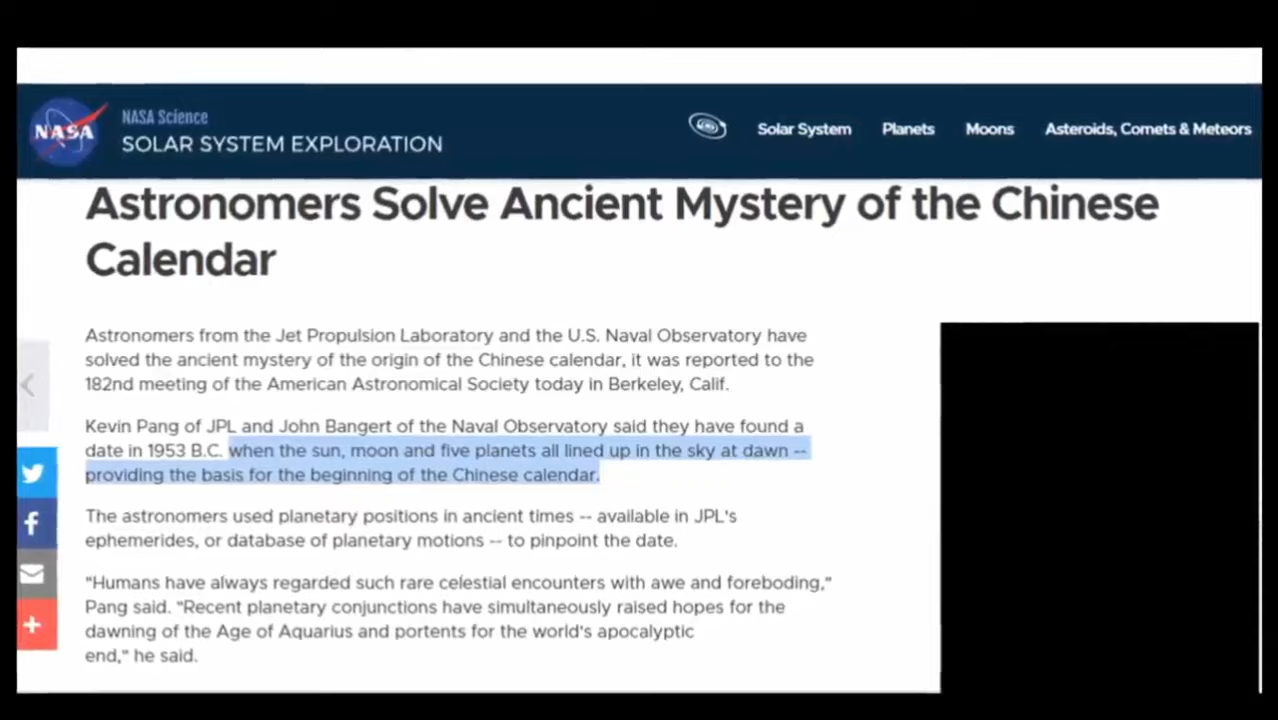 NASA
NASA Science
SOLAR SYSTEM EXPLORATION
Solar System
Planets
Moons
Asteroids, Comets & Meteors
Astronomers Solve Ancient Mystery of the Chinese
Calendar
Astronomers from the Jet Propulsion Laboratory and the U.S. Naval Observatory have
solved the ancient mystery of the origin of the Chinese calendar, it was reported to the
182nd meeting of the American Astronomical Society today in Berkeley, Calif.
Kevin Pang of JPL and John Bangert of the Naval Observatory said they have found a
date in 1953 B.C. when the sun, moon and five planets all lined up in the sky at dawn --
providing the basis for the beginning of the Chinese calendar.
The astronomers used planetary positions in ancient times -- available in JPL's
ephemerides, or database of planetary motions -- to pinpoint the date.
"Humans have always regarded such rare celestial encounters with awe and foreboding,"
Pang said. "Recent planetary conjunctions have simultaneously raised hopes for the
dawning of the Age of Aquarius and portents for the world's apocalyptic
end," he said.